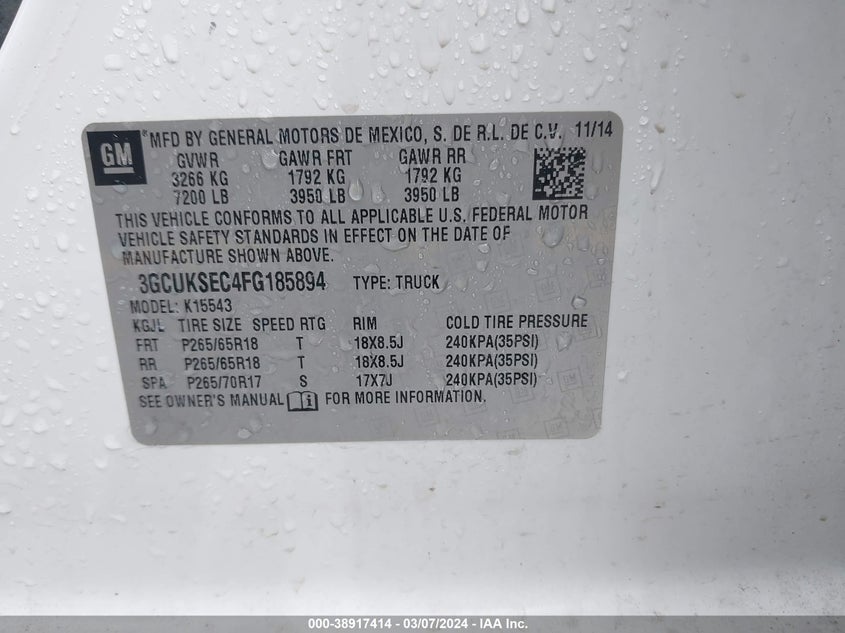 GM
® MFD BY GENERAL MOTORS DE MEXICO, S. DE R.L. DE C.V. 11/14
GVWR GAWR FRT GAWR RR
3266 KG 1792 KG 1792 KG
7200 LB 3950 LB 3950 LB
THIS VEHICLE CONFORMS TO ALL APPLICABLE U.S. FEDERAL MOTOR
VEHICLE SAFETY STANDARDS IN EFFECT ON THE DATE OF
MANUFACTURE SHOWN ABOVE.
3GCUKSEC4FG185894 TYPE: TRUCK
MODEL: K15543
KGJL TIRE SIZE SPEED RTG RIM COLD TIRE PRESSURE
FRT P265/65R18 T 18X8.5J 240KPA(35PSI)
RR P265/65R18 T 18X8.5J 240KPA(35PSI)
SPA P265/70R17 S 17X7J 240KPA(35PSI)
SEE OWNER'S MANUAL FOR MORE INFORMATION.
000-38917414 - 03/07/2024 - IAA Inc.